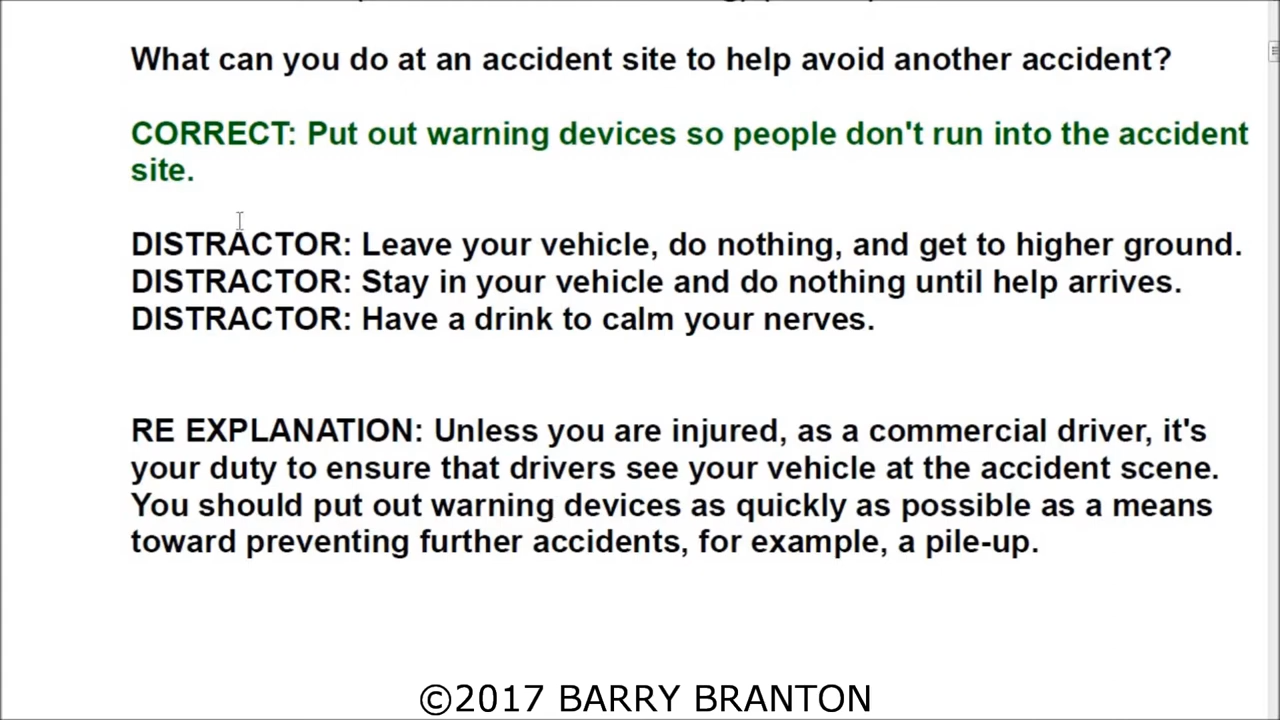 What can you do at an accident site to help avoid another accident?
CORRECT: Put out warning devices so people don't run into the accident
site.
DISTRACTOR: Leave your vehicle, do nothing, and get to higher ground.
DISTRACTOR: Stay in your vehicle and do nothing until help arrives.
DISTRACTOR: Have a drink to calm your nerves.
RE EXPLANATION: Unless you are injured, as a commercial driver, it's
your duty to ensure that drivers see your vehicle at the accident scene.
You should put out warning devices as quickly as possible as a means
toward preventing further accidents, for example, a pile-up.
©2017 BARRY BRANTON